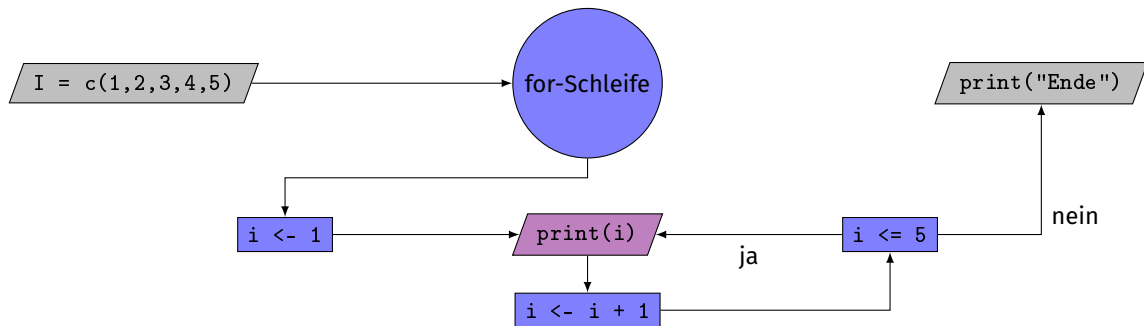 I = c(1,2,3,4,5)
for-Schleife
print("Ende")
i <- 1
print(i)
i <= 5
nein
ja
i <- i + 1